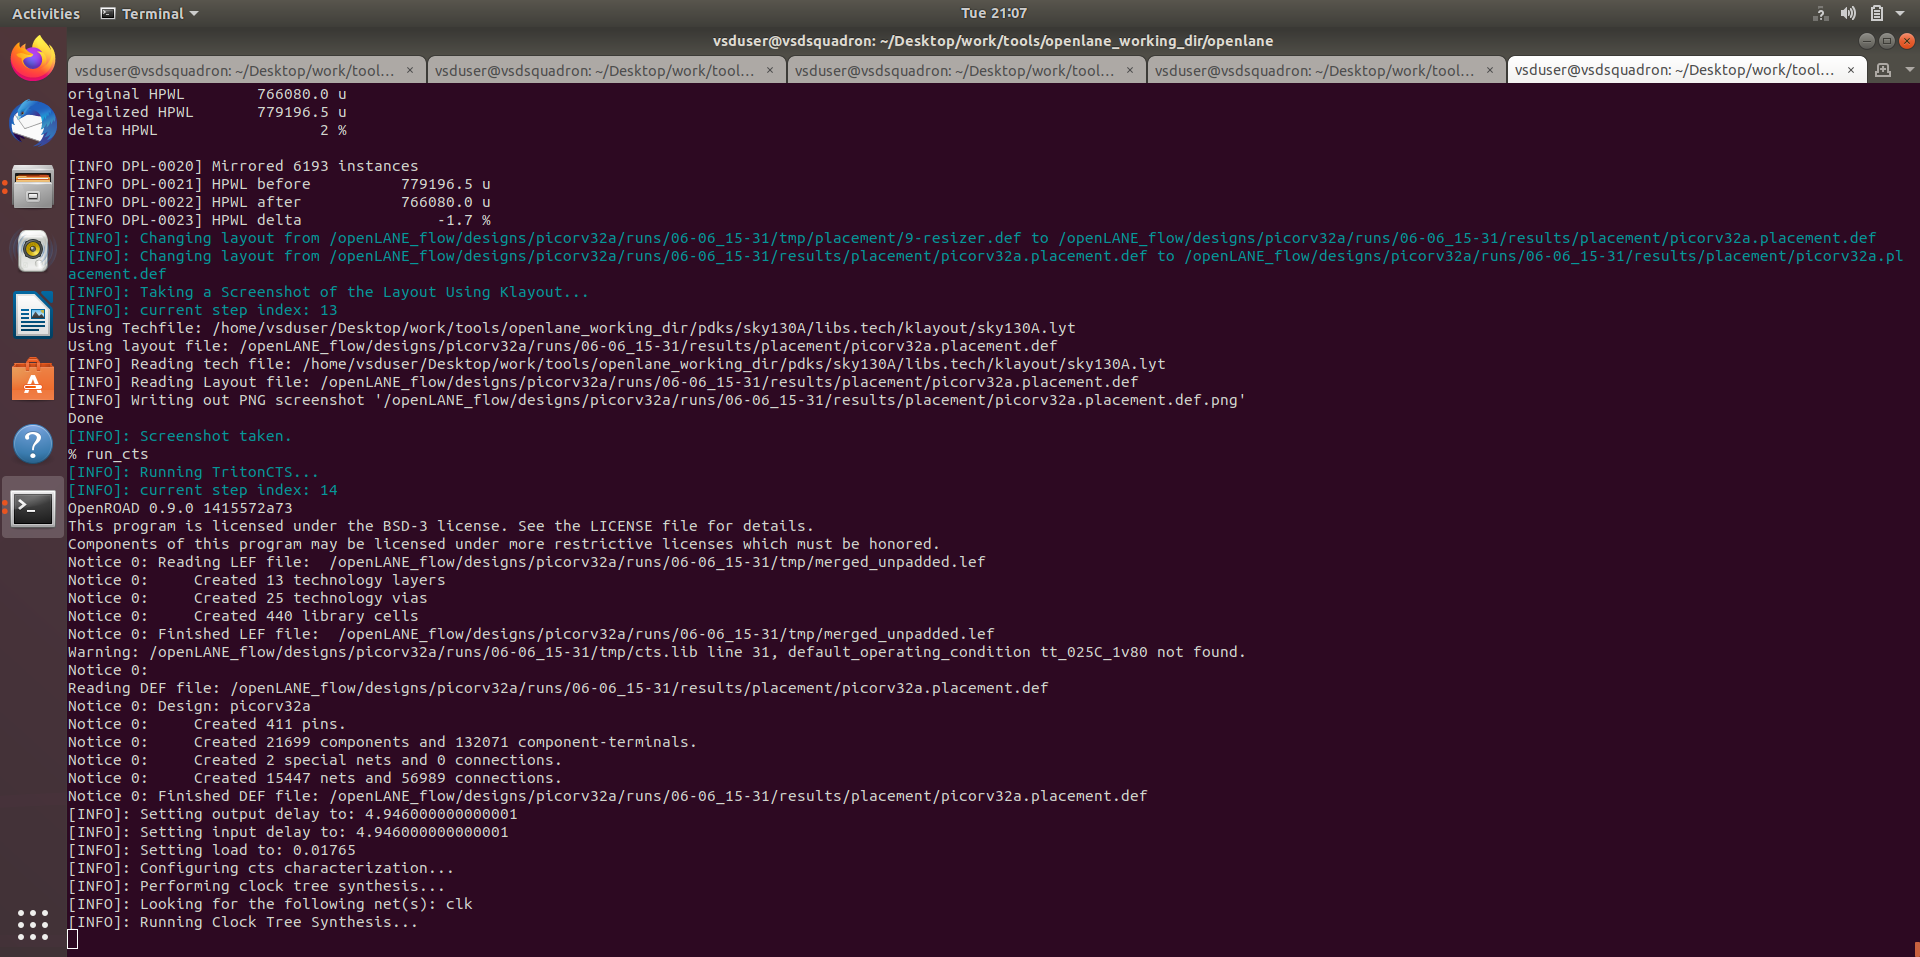 Activities Terminal Tue 21:07
vsduser@vsdsquadron: ~/Desktop/work/tools/openlane_working_dir/openlane
vsduser@vsdsquadron: ~/Desktop/work/tool... × vsduser@vsdsquadron: ~/Desktop/work/tool... × vsduser@vsdsquadron: ~/Desktop/work/tool... × vsduser@vsdsquadron: ~/Desktop/work/tool... × vsduser@vsdsquadron: ~/Desktop/work/tool... ×
original HPWL 766080.0 u
legalized HPWL 779196.5 u
delta HPWL 2 %
[INFO DPL-0020] Mirrored 6193 instances
[INFO DPL-0021] HPWL before 779196.5 u
[INFO DPL-0022] HPWL after 766080.0 u
[INFO DPL-0023] HPWL delta -1.7 %
[INFO]: Changing layout from /openLANE_flow/designs/picorv32a/runs/06-06_15-31/tmp/placement/9-resizer.def to /openLANE_flow/designs/picorv32a/runs/06-06_15-31/results/placement/picorv32a.placement.def
[INFO]: Changing layout from /openLANE_flow/designs/picorv32a/runs/06-06_15-31/results/placement/picorv32a.placement.def to /openLANE_flow/designs/picorv32a/runs/06-06_15-31/results/placement/picorv32a.pl
acement.def
[INFO]: Taking a Screenshot of the Layout Using Klayout...
[INFO]: current step index: 13
Using Techfile: /home/vsduser/Desktop/work/tools/openlane_working_dir/pdks/sky130A/libs.tech/klayout/sky130A.lyt
Using layout file: /openLANE_flow/designs/picorv32a/runs/06-06_15-31/results/placement/picorv32a.placement.def
[INFO] Reading tech file: /home/vsduser/Desktop/work/tools/openlane_working_dir/pdks/sky130A/libs.tech/klayout/sky130A.lyt
[INFO] Reading Layout file: /openLANE_flow/designs/picorv32a/runs/06-06_15-31/results/placement/picorv32a.placement.def
[INFO] Writing out PNG screenshot '/openLANE_flow/designs/picorv32a/runs/06-06_15-31/results/placement/picorv32a.placement.def.png'
Done
[INFO]: Screenshot taken.
% run_cts
[INFO]: Running TritonCTS...
[INFO]: current step index: 14
OpenROAD 0.9.0 1415572a73
This program is licensed under the BSD-3 license. See the LICENSE file for details.
Components of this program may be licensed under more restrictive licenses which must be honored.
Notice 0: Reading LEF file:  /openLANE_flow/designs/picorv32a/runs/06-06_15-31/tmp/merged_unpadded.lef
Notice 0:     Created 13 technology layers
Notice 0:     Created 25 technology vias
Notice 0:     Created 440 library cells
Notice 0: Finished LEF file:  /openLANE_flow/designs/picorv32a/runs/06-06_15-31/tmp/merged_unpadded.lef
Warning: /openLANE_flow/designs/picorv32a/runs/06-06_15-31/tmp/cts.lib line 31, default_operating_condition tt_025C_1v80 not found.
Notice 0:
Reading DEF file: /openLANE_flow/designs/picorv32a/runs/06-06_15-31/results/placement/picorv32a.placement.def
Notice 0: Design: picorv32a
Notice 0:     Created 411 pins.
Notice 0:     Created 21699 components and 132071 component-terminals.
Notice 0:     Created 2 special nets and 0 connections.
Notice 0:     Created 15447 nets and 56989 connections.
Notice 0: Finished DEF file: /openLANE_flow/designs/picorv32a/runs/06-06_15-31/results/placement/picorv32a.placement.def
[INFO]: Setting output delay to: 4.946000000000001
[INFO]: Setting input delay to: 4.946000000000001
[INFO]: Setting load to: 0.01765
[INFO]: Configuring cts characterization...
[INFO]: Performing clock tree synthesis...
[INFO]: Looking for the following net(s): clk
[INFO]: Running Clock Tree Synthesis...